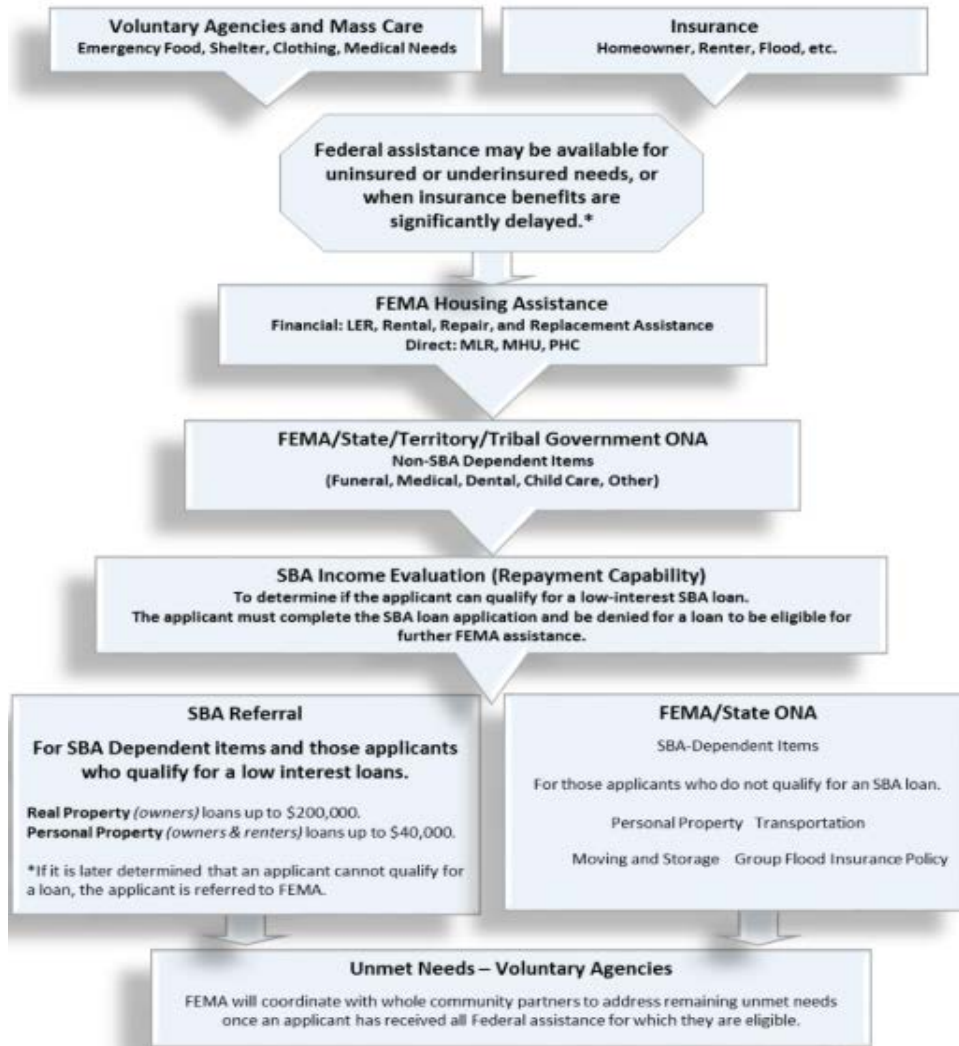 Voluntary Agencies and Mass Care
Emergency Food, Shelter, Clothing, Medical Needs
Insurance
Homeowner, Renter, Flood, etc.
Federal assistance may be available for
uninsured or underinsured needs, or
when insurance benefits are
significantly delayed.*
FEMA Housing Assistance
Financial: LER, Rental, Repair, and Replacement Assistance
Direct: MLR, MHU, PHC
FEMA/State/Territory/Tribal Government ONA
Non-SBA Dependent Items
(Funeral, Medical, Dental, Child Care, Other)
SBA Income Evaluation (Repayment Capability)
To determine if the applicant can qualify for a low-interest SBA loan.
The applicant must complete the SBA loan application and be denied for a loan to be eligible for
further FEMA assistance.
SBA Referral
For SBA Dependent items and those applicants
who qualify for a low interest loans.
Real Property (owners) loans up to $200,000.
Personal Property (owners & renters) loans up to $40,000.
*If it is later determined that an applicant cannot qualify for
a loan, the applicant is referred to FEMA.
FEMA/State ONA
SBA-Dependent Items
For those applicants who do not qualify for an SBA loan.
Personal Property Transportation
Moving and Storage Group Flood Insurance Policy
Unmet Needs – Voluntary Agencies
FEMA will coordinate with whole community partners to address remaining unmet needs
once an applicant has received all Federal assistance for which they are eligible.